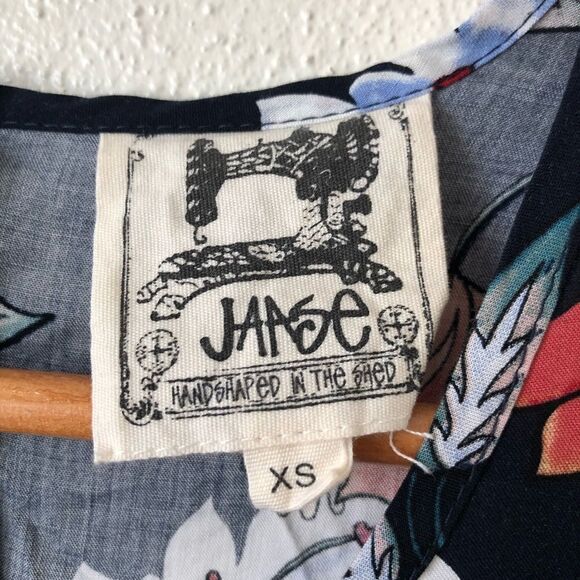 JAASE
HANDSHAPED IN THE SHED
XS